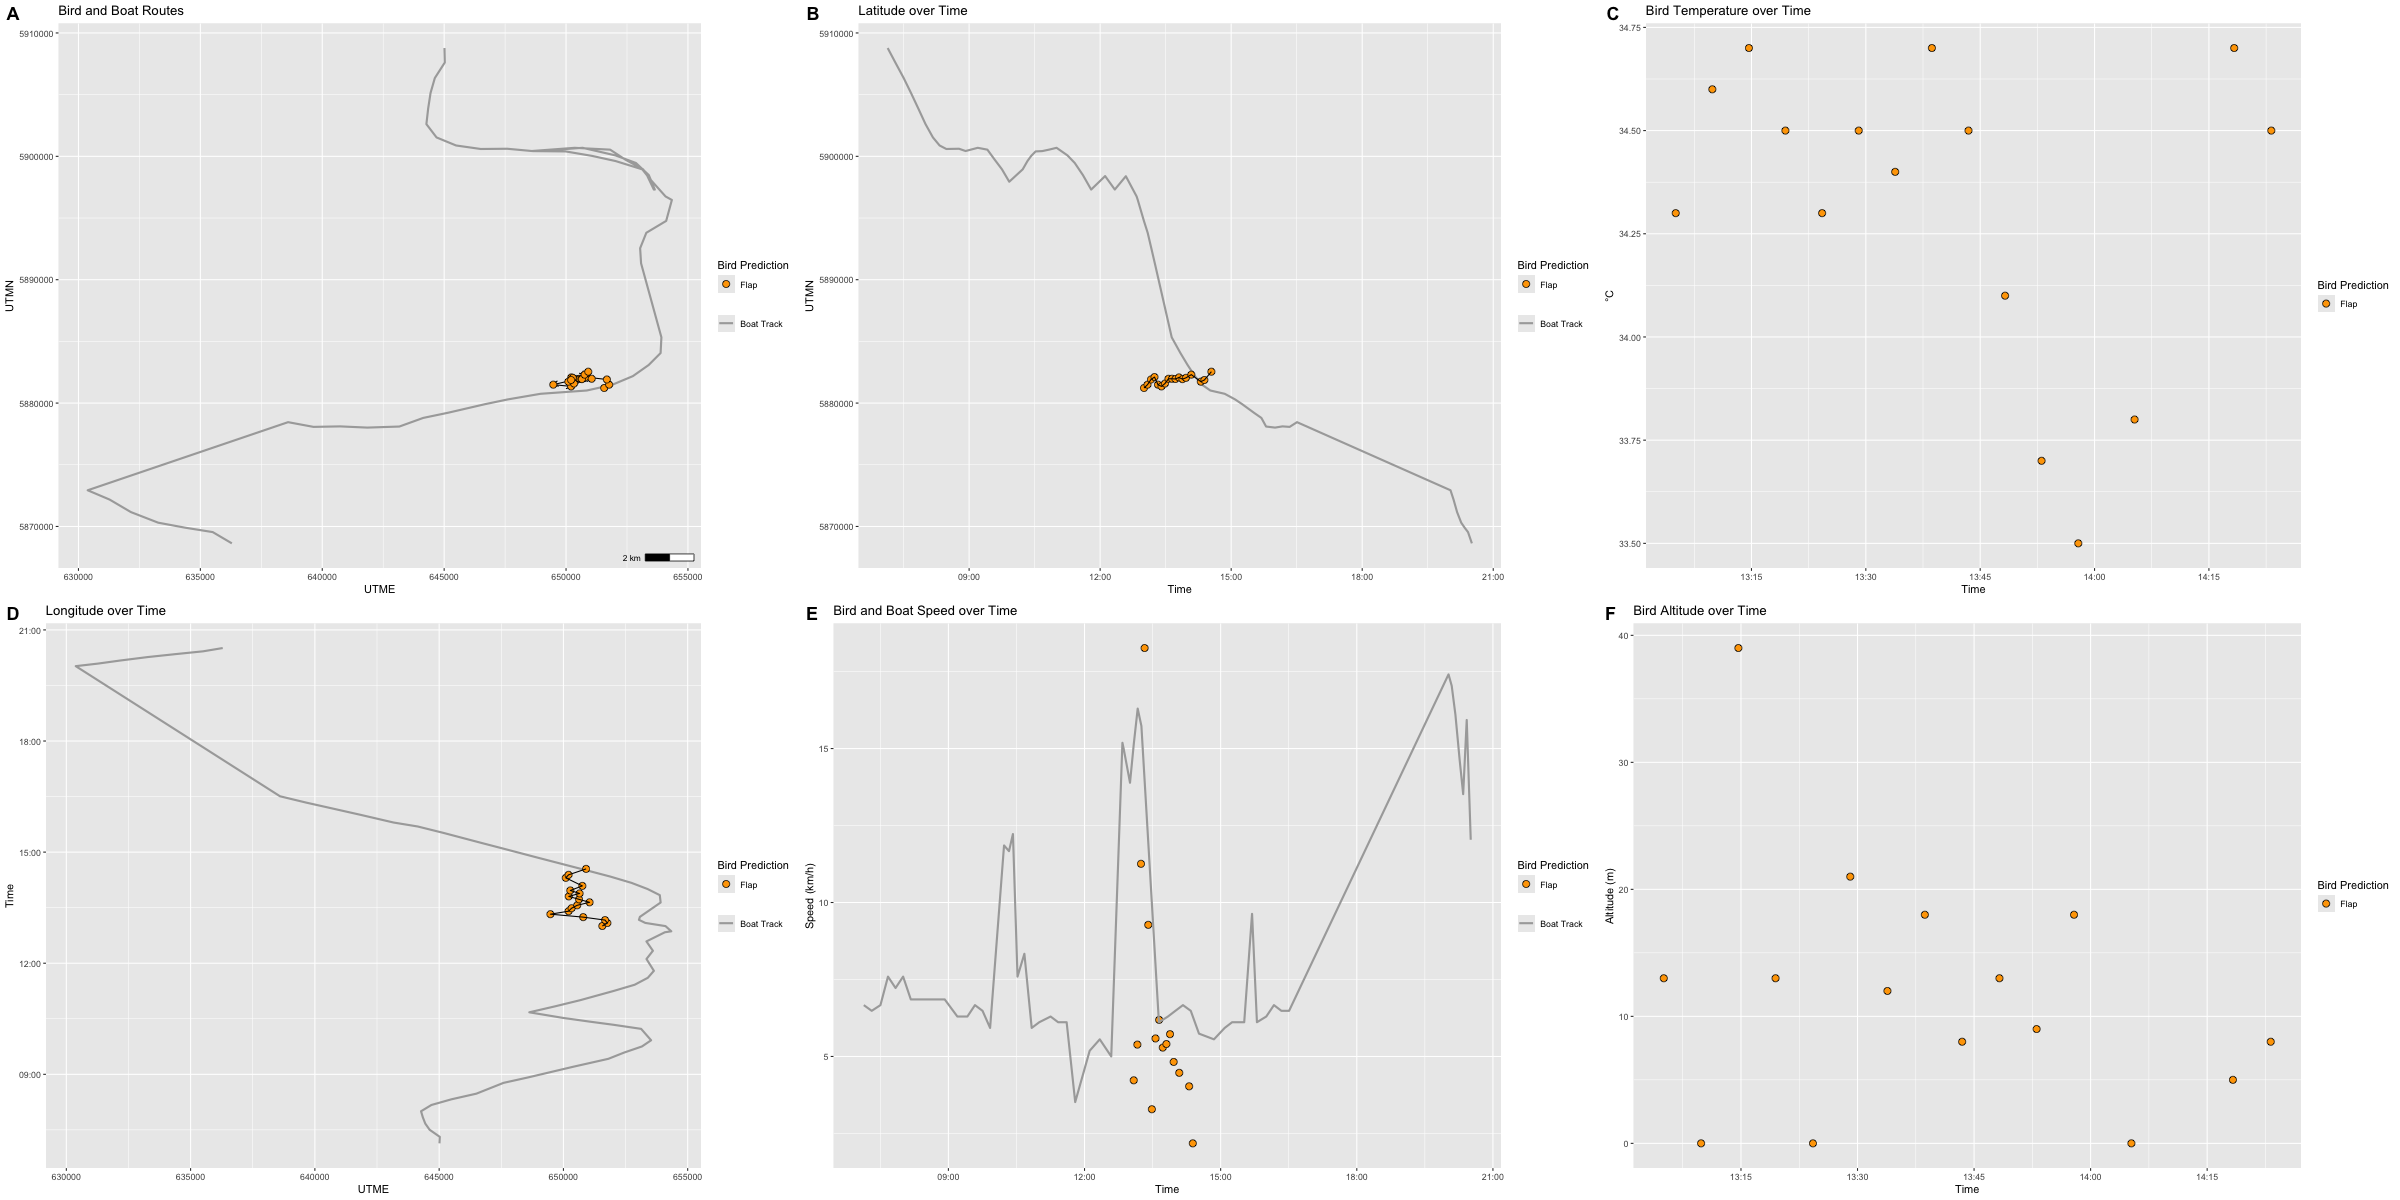 A Bird and Boat Routes
5910000
5900000
5890000
5880000
5870000
UTMN
630000 635000 640000 645000 650000 655000
UTME
2 km
Bird Prediction
Flap
Boat Track
B Latitude over Time
5910000
5900000
5890000
5880000
5870000
UTMN
09:00 12:00 15:00 18:00 21:00
Time
Bird Prediction
Flap
Boat Track
C Bird Temperature over Time
34.75
34.50
34.25
34.00
33.75
33.50
°C
13:15 13:30 13:45 14:00 14:15
Time
Bird Prediction
Flap
D Longitude over Time
21:00
18:00
15:00
12:00
09:00
Time
630000 635000 640000 645000 650000 655000
UTME
Bird Prediction
Flap
Boat Track
E Bird and Boat Speed over Time
15
10
5
Speed (km/h)
09:00 12:00 15:00 18:00 21:00
Time
Bird Prediction
Flap
Boat Track
F Bird Altitude over Time
40
30
20
10
0
Altitude (m)
13:15 13:30 13:45 14:00 14:15
Time
Bird Prediction
Flap